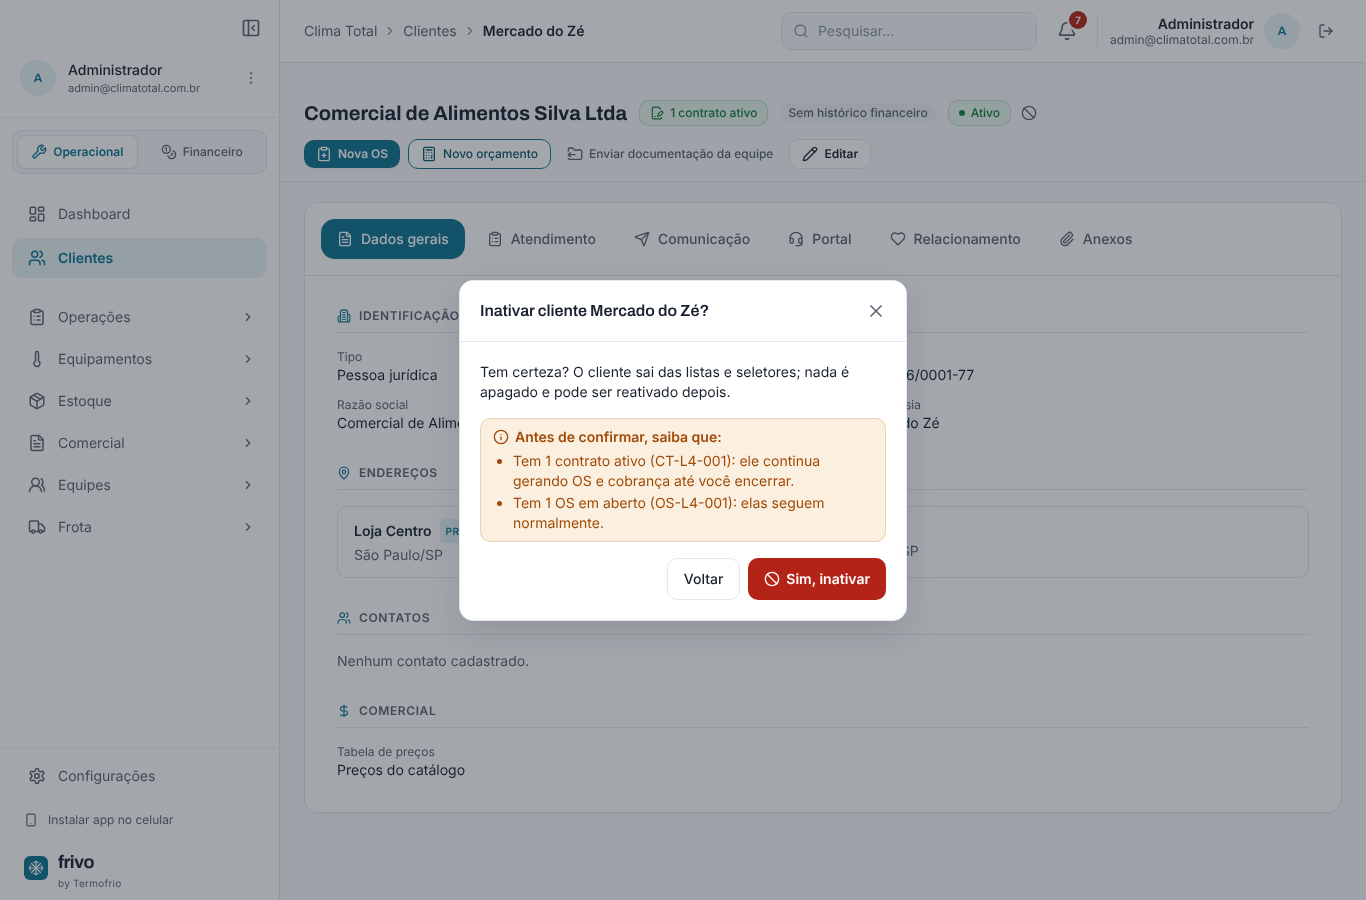 Administrador
admin@climatotal.com.br
A
Operacional
Financeiro
Dashboard
Clientes
Operações
Equipamentos
Estoque
Comercial
Equipes
Frota
Configurações
Instalar app no celular
frivo
by Termofrio
Clima Total > Clientes > Mercado do Zé
Pesquisar...
7
Administrador
admin@climatotal.com.br
A
Comercial de Alimentos Silva Ltda
1 contrato ativo
Sem histórico financeiro
Ativo
Nova OS
Novo orçamento
Enviar documentação da equipe
Editar
Dados gerais
Atendimento
Comunicação
Portal
Relacionamento
Anexos
IDENTIFICAÇÃO
Tipo
Pessoa jurídica
6/0001-77
Razão social
Comercial de Alim
sia
do Zé
ENDEREÇOS
Loja Centro
PR
São Paulo/SP
SP
CONTATOS
Nenhum contato cadastrado.
COMERCIAL
Tabela de preços
Preços do catálogo
Inativar cliente Mercado do Zé?
Tem certeza? O cliente sai das listas e seletores; nada é
apagado e pode ser reativado depois.
Antes de confirmar, saiba que:
• Tem 1 contrato ativo (CT-L4-001): ele continua
gerando OS e cobrança até você encerrar.
• Tem 1 OS em aberto (OS-L4-001): elas seguem
normalmente.
Voltar
Sim, inativar